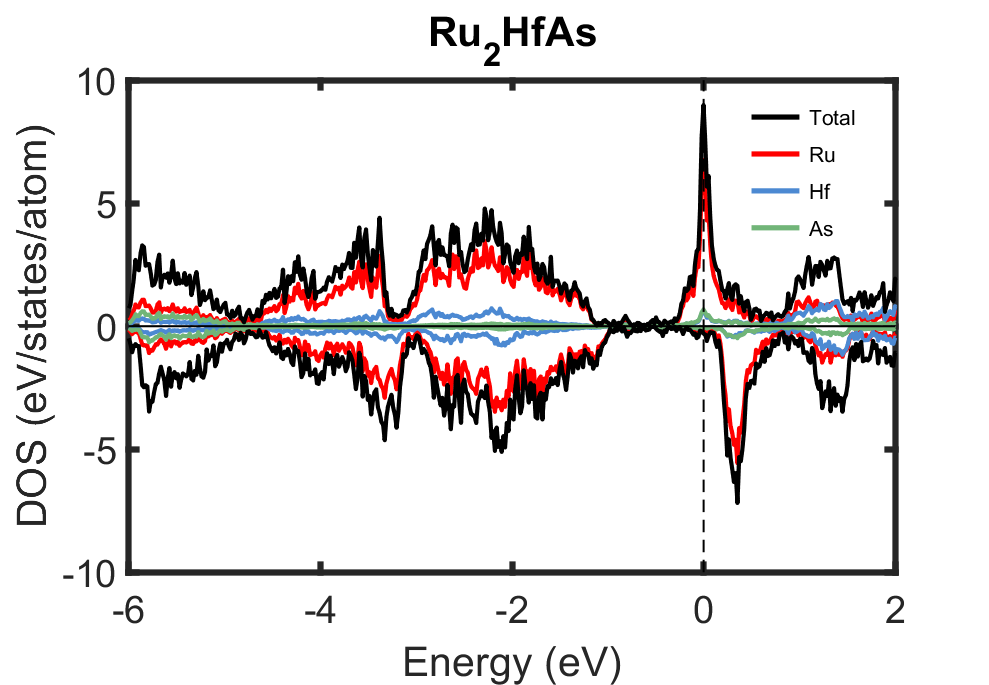 Ru2HfAs
10
5
0
-5
-10
DOS (eV/states/atom)
Total
Ru
Hf
As
-6
-4
-2
0
2
Energy (eV)